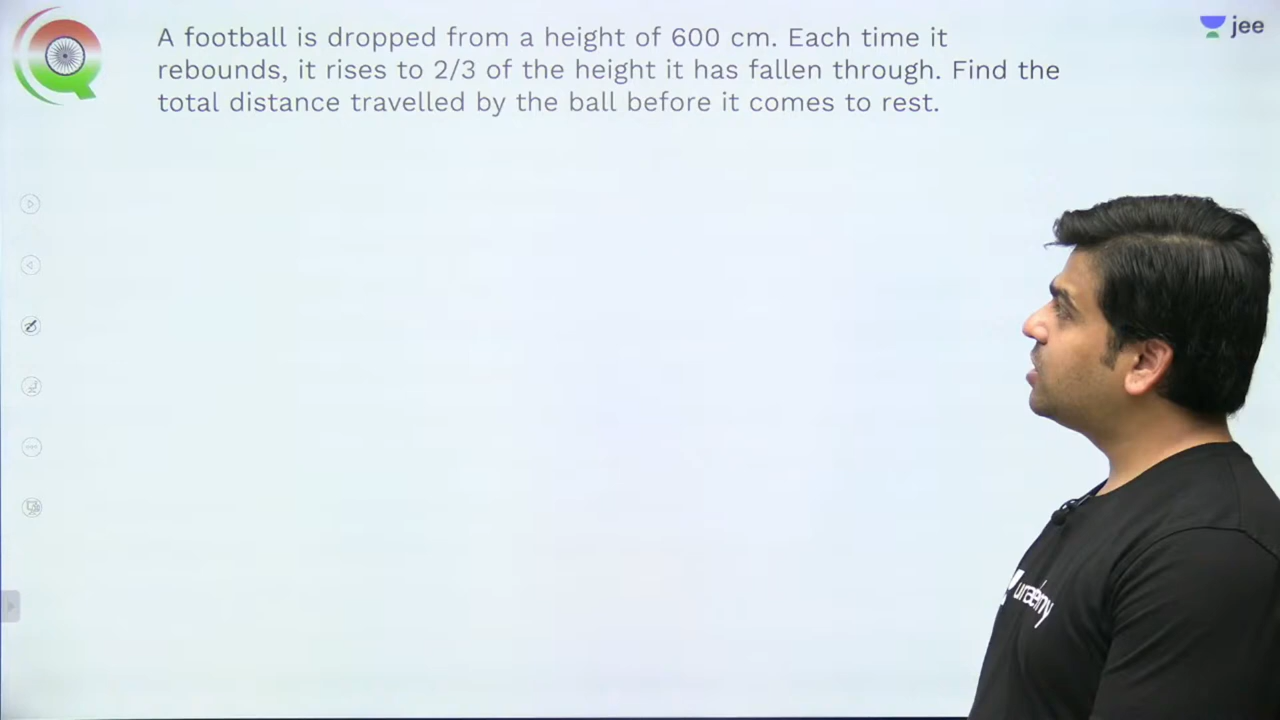 A football is dropped from a height of 600 cm. Each time it
rebounds, it rises to 2/3 of the height it has fallen through. Find the
total distance travelled by the ball before it comes to rest.
jee
unacademy